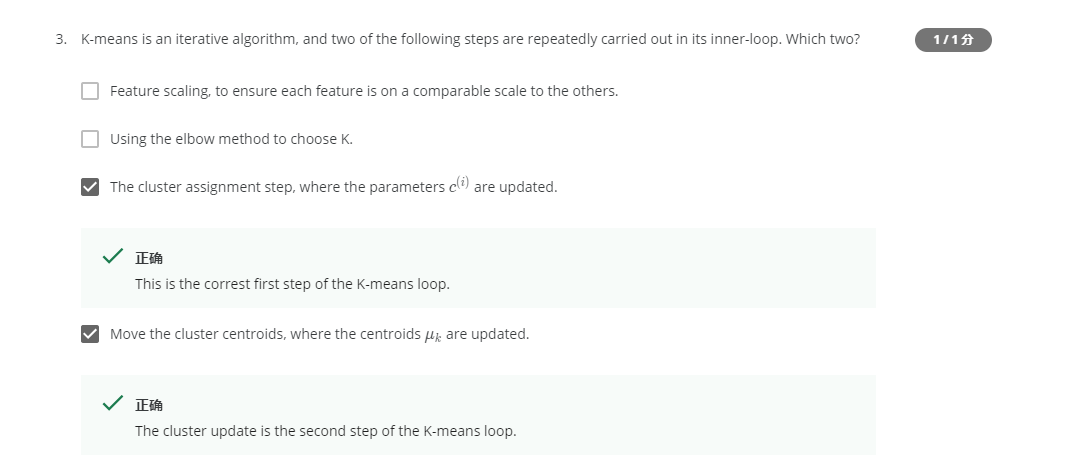 3. K-means is an iterative algorithm, and two of the following steps are repeatedly carried out in its inner-loop. Which two?
1 / 1 分
Feature scaling, to ensure each feature is on a comparable scale to the others.
Using the elbow method to choose K.
The cluster assignment step, where the parameters c^(i) are updated.
正确
This is the correst first step of the K-means loop.
Move the cluster centroids, where the centroids μ_k are updated.
正确
The cluster update is the second step of the K-means loop.